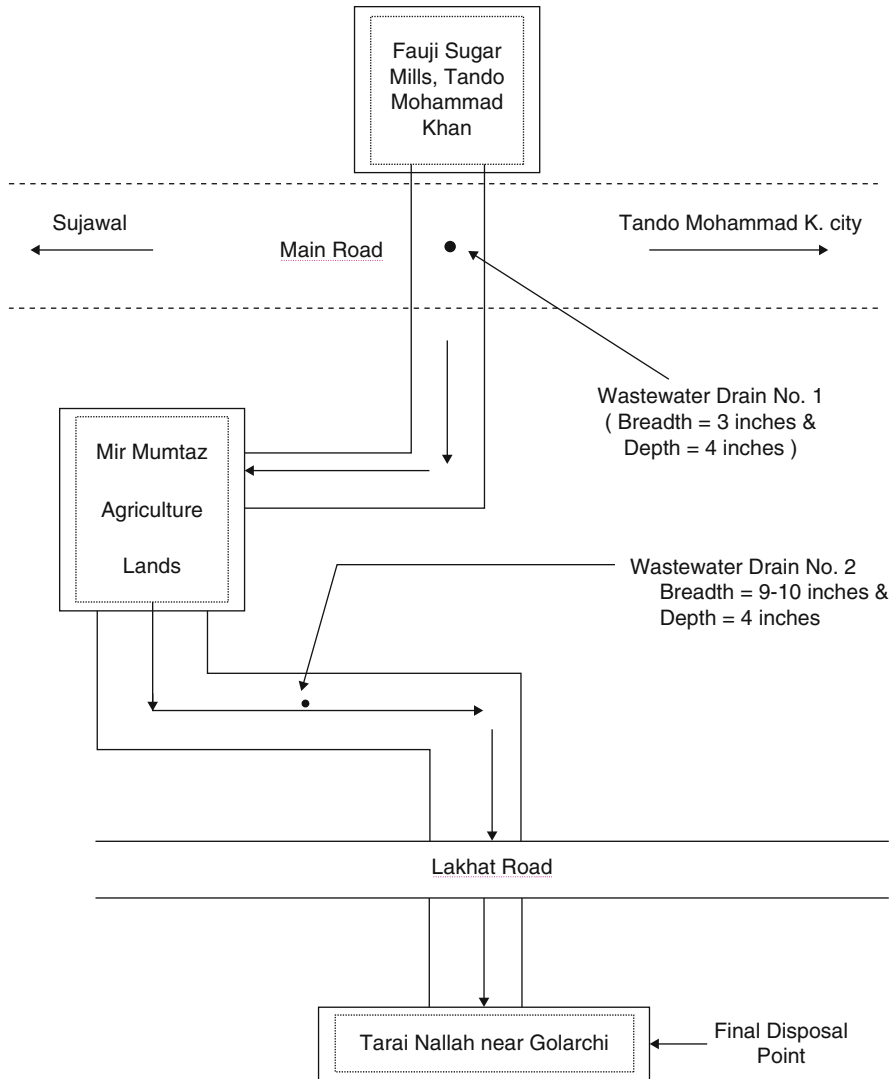 Fauji Sugar
Mills, Tando
Mohammad
Khan
Sujawal
Tando Mohammad K. city
Main Road
Wastewater Drain No. 1
( Breadth = 3 inches &
Depth = 4 inches )
Mir Mumtaz
Agriculture
Lands
Wastewater Drain No. 2
Breadth = 9-10 inches &
Depth = 4 inches
Lakhat Road
Tarai Nallah near Golarchi
Final Disposal
Point